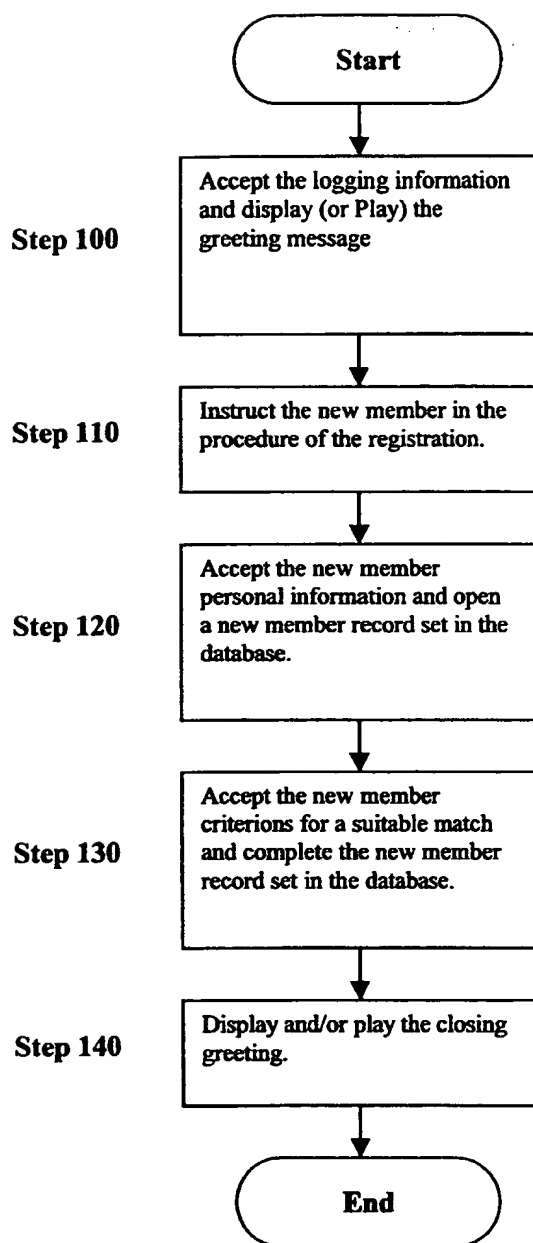 Start
Step 100
Accept the logging information
and display (or Play) the
greeting message
Step 110
Instruct the new member in the
procedure of the registration.
Step 120
Accept the new member
personal information and open
a new member record set in the
database.
Step 130
Accept the new member
criterions for a suitable match
and complete the new member
record set in the database.
Step 140
Display and/or play the closing
greeting.
End